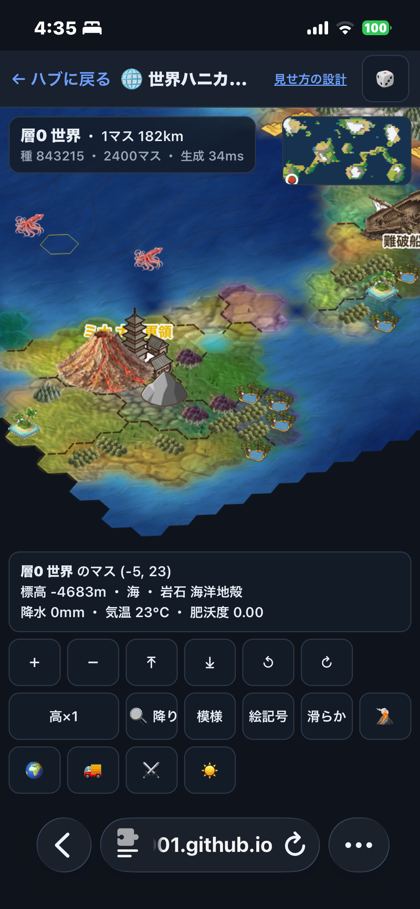 4:35
100
← ハブに戻る 世界ハニカ... 見せ方の設計
層0 世界 · 1マス 182km
種 843215 · 2400マス · 生成 34ms
難破船
層0 世界 のマス (-5, 23)
標高 -4683m · 海 · 岩石 海洋地殻
降水 0mm · 気温 23°C · 肥沃度 0.00
+ −
高×1 降り 模様 絵記号 滑らか
01.github.io